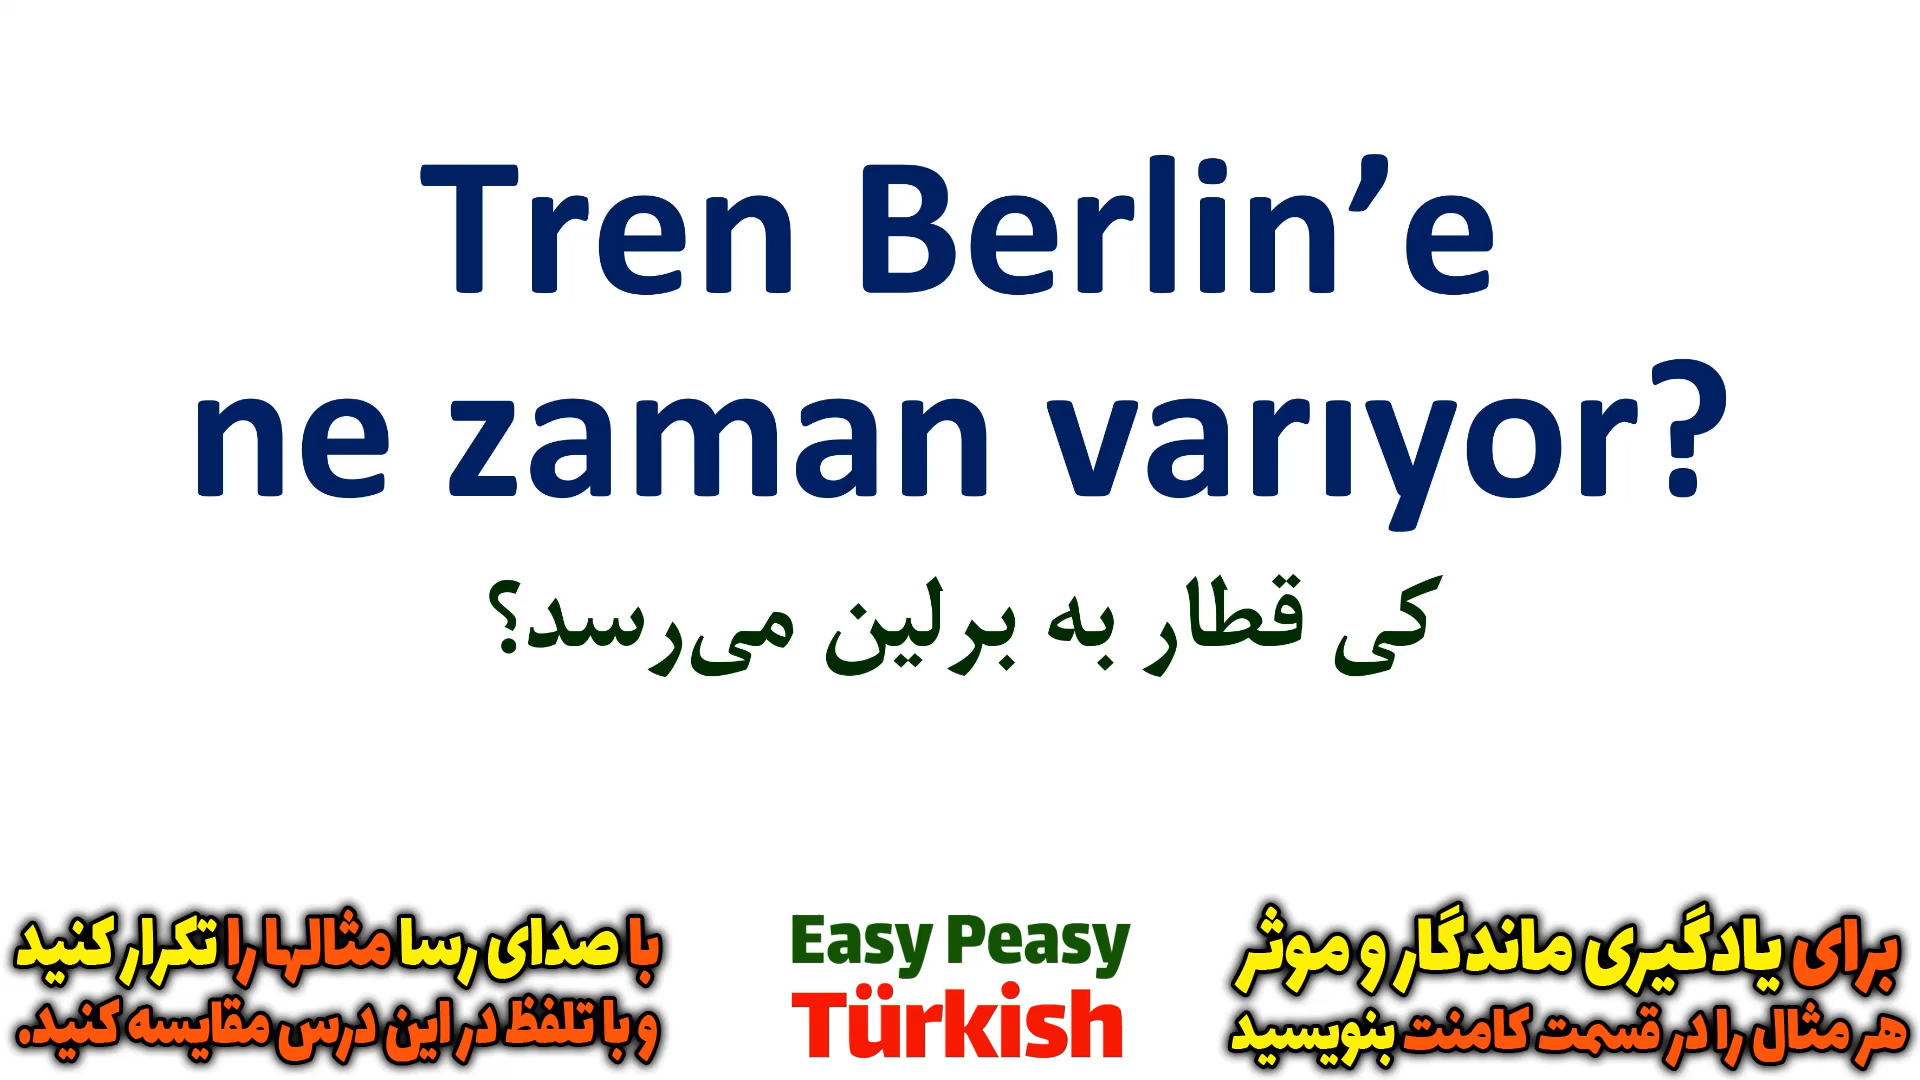 Tren Berlin’e
ne zaman varıyor?
کی قطار به برلین می‌رسد؟
برای یادگیری ماندگار و موثر
هر مثال را در قسمت کامنت بنویسید
Easy Peasy
Türkish
با صدای رسا مثالها را تکرار کنید
و با تلفظ در این درس مقایسه کنید.